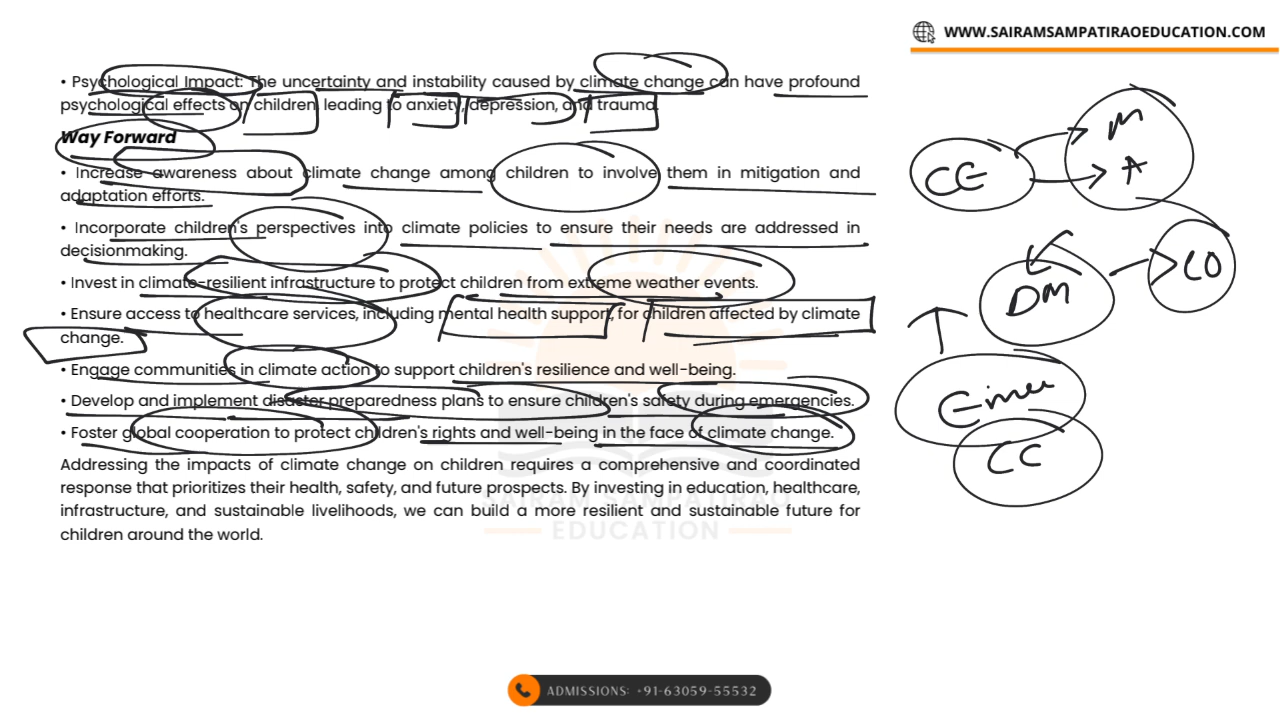 WWW.SAIRAMSAMPATIRAOEDUCATION.COM
• Psychological Impact: The uncertainty and instability caused by climate change can have profound
psychological effects on children, leading to anxiety, depression, and trauma.
Way Forward
• Increase awareness about climate change among children to involve them in mitigation and
adaptation efforts.
• Incorporate children's perspectives into climate policies to ensure their needs are addressed in
decisionmaking.
• Invest in climate-resilient infrastructure to protect children from extreme weather events.
• Ensure access to healthcare services, including mental health support, for children affected by climate
change.
• Engage communities in climate action to support children's resilience and well-being.
• Develop and implement disaster preparedness plans to ensure children's safety during emergencies.
• Foster global cooperation to protect children's rights and well-being in the face of climate change.
Addressing the impacts of climate change on children requires a comprehensive and coordinated
response that prioritizes their health, safety, and future prospects. By investing in education, healthcare,
infrastructure, and sustainable livelihoods, we can build a more resilient and sustainable future for
children around the world.
SAIRAM SAMPATIRAO
EDUCATION
M
CE
A
DM
CC
ADMISSIONS: +91-63059-55532